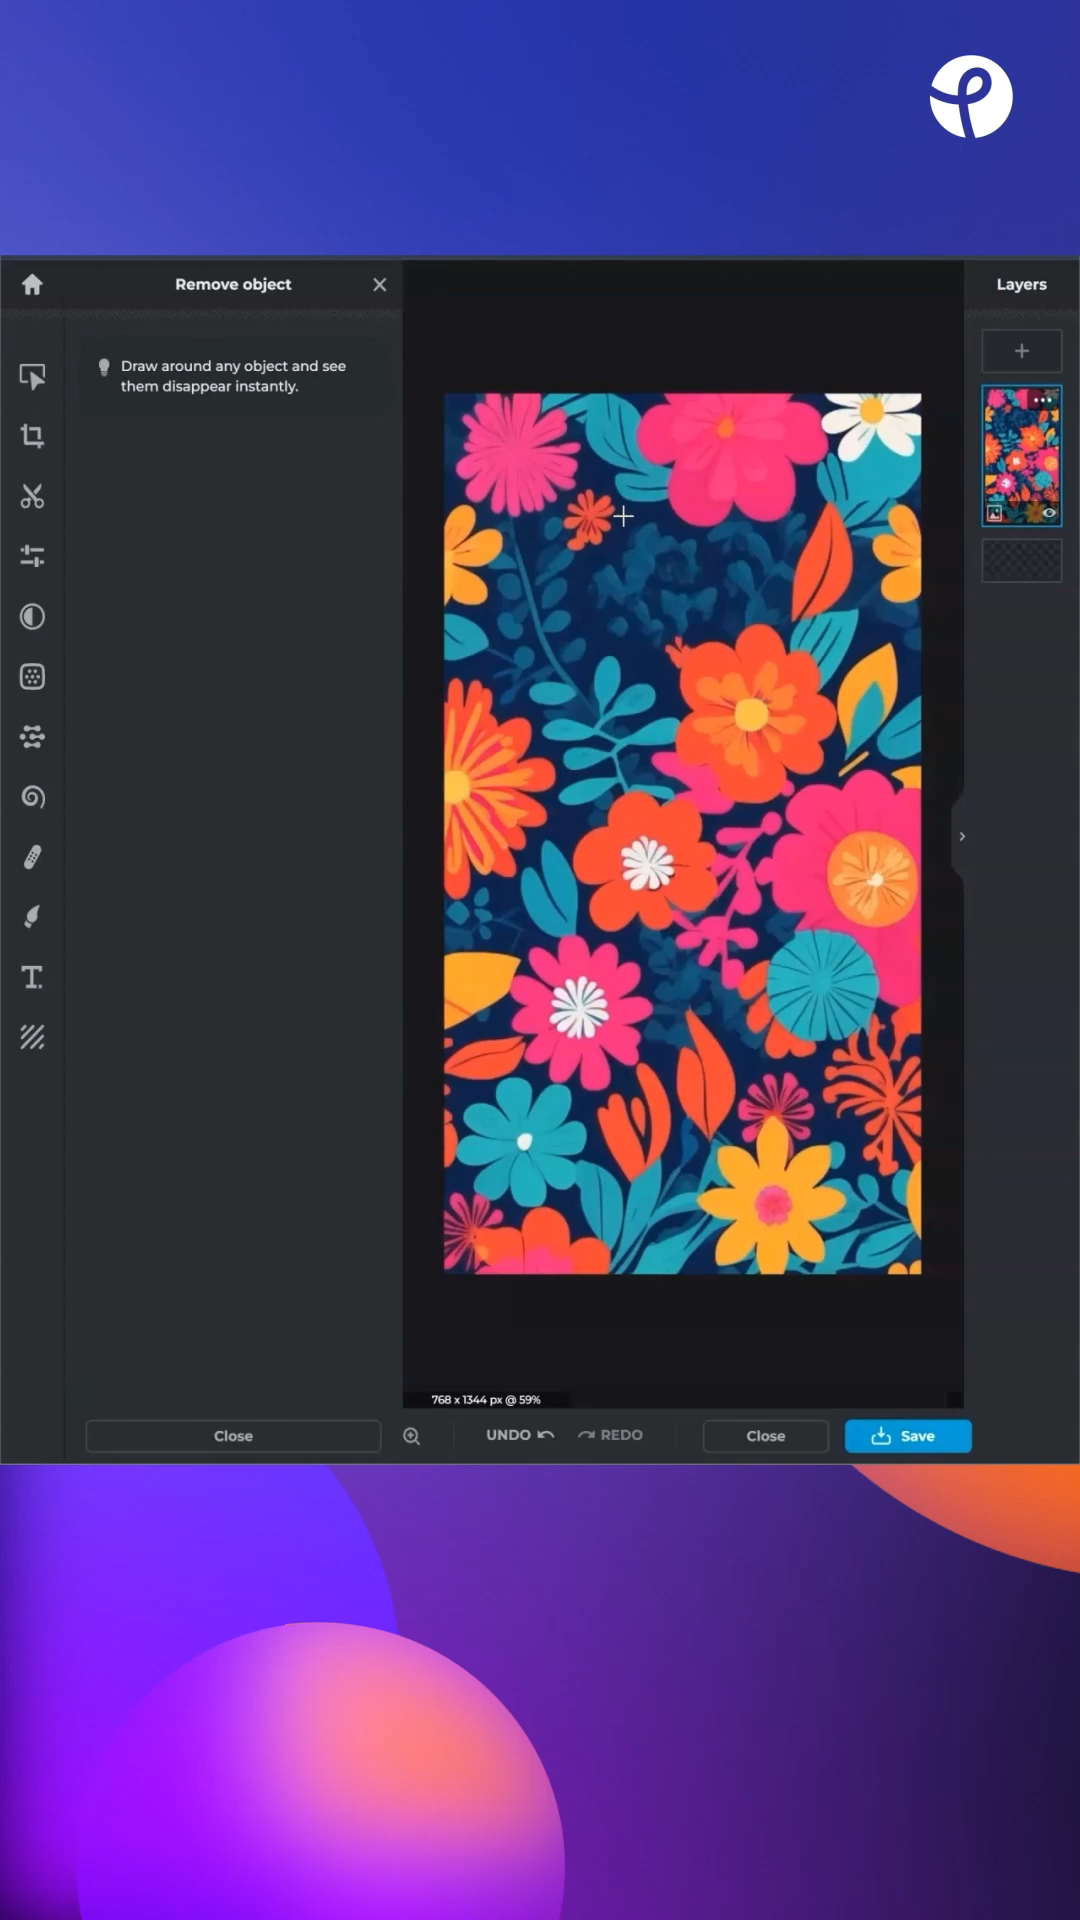 Remove object
Layers
Draw around any object and see
them disappear instantly.
T.
768 x 1344 px @ 59%
Close
UNDO
REDO
Close
Save